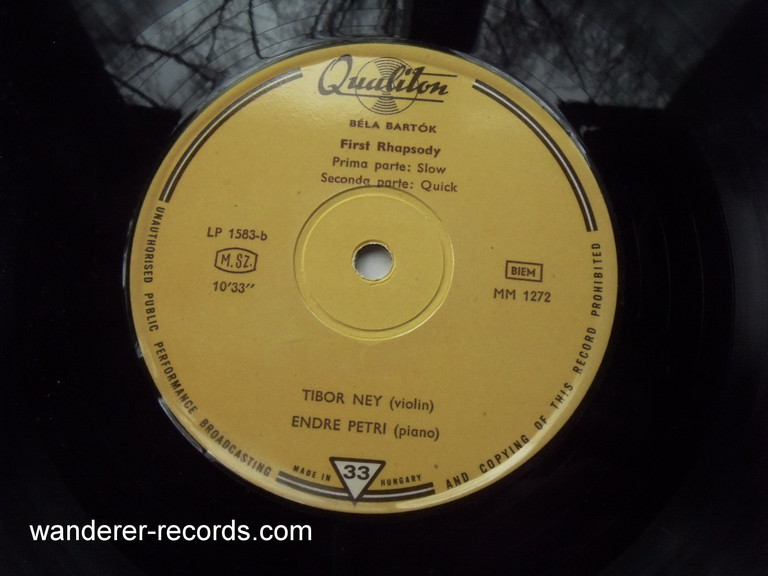 Qualiton
BÉLA BARTÓK
First Rhapsody
Prima parte: Slow
Seconda parte: Quick
LP 1583-b
M.SZ.
10'33''
BIEM
MM 1272
TIBOR NEY (violin)
ENDRE PETRI (piano)
MADE IN 33 HUNGARY
UNAUTHORISED PUBLIC PERFORMANCE BROADCASTING AND COPYING OF THIS RECORD PROHIBITED
wanderer-records.com